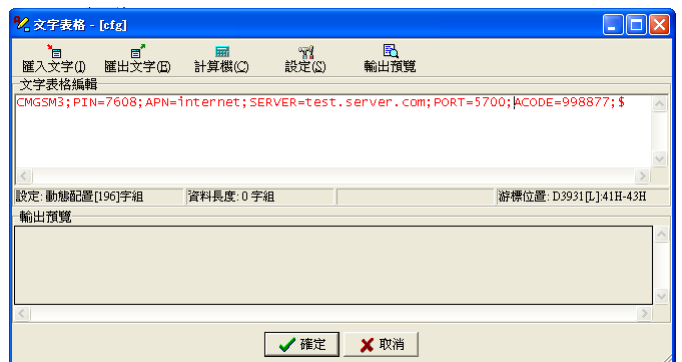 文字表格 - [cfg]
匯入文字(I) 匯出文字(E) 計算機(C) 設定(S) 輸出預覽
文字表格編輯
CMGSM3;PIN=7608;APN=internet;SERVER=test.server.com;PORT=5700;ACODE=998877;$
設定: 動態配置[196]字組 資料長度: 0 字組 游標位置: D3931[L]:41H-43H
輸出預覽
確定 取消